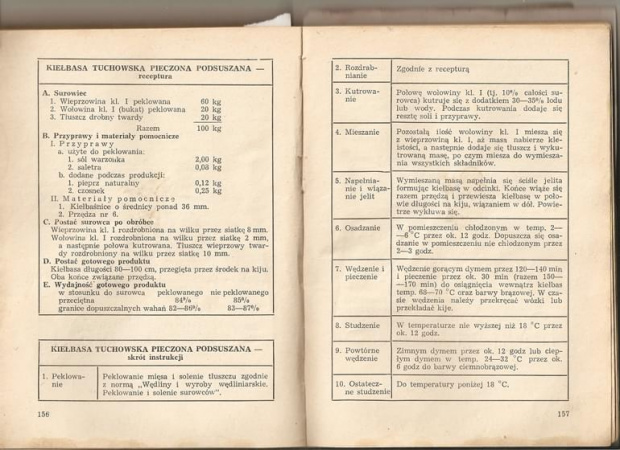 KIEŁBASA TUCHOWSKA PIECZONA PODSUSZANA —
receptura
A. Surowiec
1. Wieprzowina kl. I peklowana 60 kg
2. Wołowina kl. I (bukat) peklowana 20 kg
3. Tłuszcz drobny twardy 20 kg
Razem 100 kg
B. Przyprawy i materiały pomocnicze
I. Przyprawy
a. użyte do peklowania:
1. sól warzonka 2,00 kg
2. saletra 0,08 kg
b. dodane podczas produkcji:
1. pieprz naturalny 0,12 kg
2. czosnek 0,25 kg
II. Materiały pomocnicze
1. Kiełbaśnice o średnicy ponad 36 mm.
2. Przędza nr 6.
C. Postać surowca po obróbce
Wieprzowina kl. I rozdrobniona na wilku przez siatkę 8 mm.
Wołowina kl. I rozdrobniona na wilku przez siatkę 2 mm,
a następnie połowa kutrowana. Tłuszcz wieprzowy twar-
dy rozdrobniony na wilku przez siatkę 10 mm.
D. Postać gotowego produktu
Kiełbasa długości 80—100 cm, przegięta przez środek na kiju.
Oba końce związane przędzą.
E. Wydajność gotowego produktu
w stosunku do surowca peklowanego nie peklowanego
przeciętna 84% 85%
granice dopuszczalnych wahań 82—86% 82—87%
KIEŁBASA TUCHOWSKA PIECZONA PODSUSZANA —
skrót instrukcji
1. Peklowa-
nie
Peklowanie mięsa i solenie tłuszczu zgodnie
z normą „Wędliny i wyroby wędliniarskie.
Peklowanie i solenie surowców".
156
2. Rozdrab-
nianie
Zgodnie z recepturą
3. Kutrowa-
nie
Połowę wołowiny kl. I (tj. 10% całości su-
rowca) kutruje się z dodatkiem 30—35% lodu
lub wody. Podczas kutrowania dodaje się
resztę soli i przyprawy.
4. Mieszanie
Pozostałą ilość wołowiny kl. I miesza się
z wieprzowiną kl. I, aż masa nabierze kle-
istości, a następnie dodaje się tłuszcz i wyku-
trowaną masę, po czym miesza do wymiesza-
nia wszystkich składników.
5. Napełnia-
nie i wiąza-
nie jelit
Wymieszaną masą napełnia się ściśle jelita
formując kiełbasę w odcinki. Końce wiąże się
razem przędzą i przewiesza kiełbasę w poło-
wie długości na kiju, wiązaniem w dół. Powie-
trze wykłuwa się.
6. Osadzanie
W pomieszczeniu chłodzonym w temp. 2—
—6 °C przez ok. 12 godz. Dopuszcza się osa-
dzanie w pomieszczeniu nie chłodzonym przez
2—3 godz.
7. Wędzenie i
pieczenie
Wędzenie gorącym dymem przez 120—140 min
i pieczenie przez ok. 30 min (razem 150—
—170 min) do osiągnięcia wewnątrz kiełbas
temp. 68—70 °C oraz barwy brązowej. W cza-
sie wędzenia należy przekręcać wózki lub
przekładać kije.
8. Studzenie
W temperaturze nie wyższej niż 18 °C przez
ok. 12 godz.
9. Powtórne
wędzenie
Zimnym dymem przez ok. 12 godz lub ciep-
łym dymem w temp. 24—32 °C przez ok.
6 godz do barwy ciemnobrązowej.
10. Ostatecz-
ne studzenie
Do temperatury poniżej 18 °C.
157